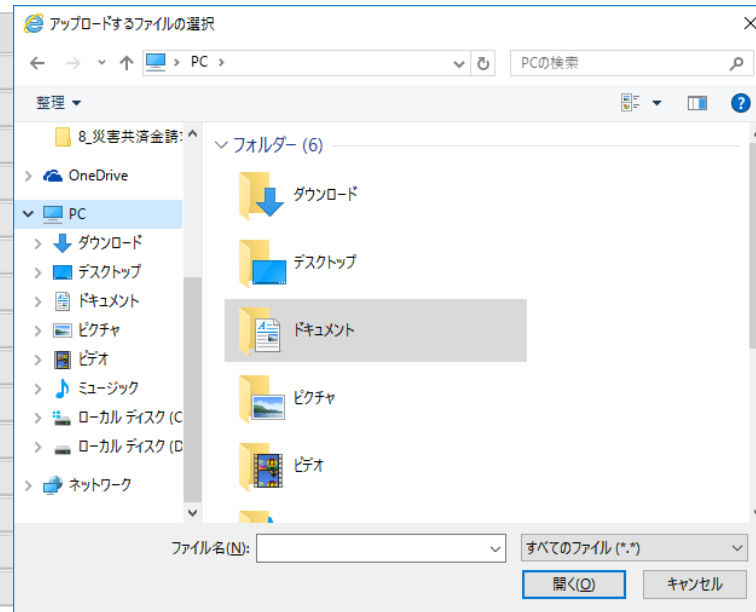 アップロードするファイルの選択
PC
PCの検索
整理
8_災害共済金請
OneDrive
PC
ダウンロード
デスクトップ
ドキュメント
ピクチャ
ビデオ
ミュージック
ローカル ディスク (C
ローカル ディスク (D
ネットワーク
フォルダー (6)
ダウンロード
デスクトップ
ドキュメント
ピクチャ
ビデオ
ファイル名(N):
すべてのファイル (*.*)
開く(O)
キャンセル